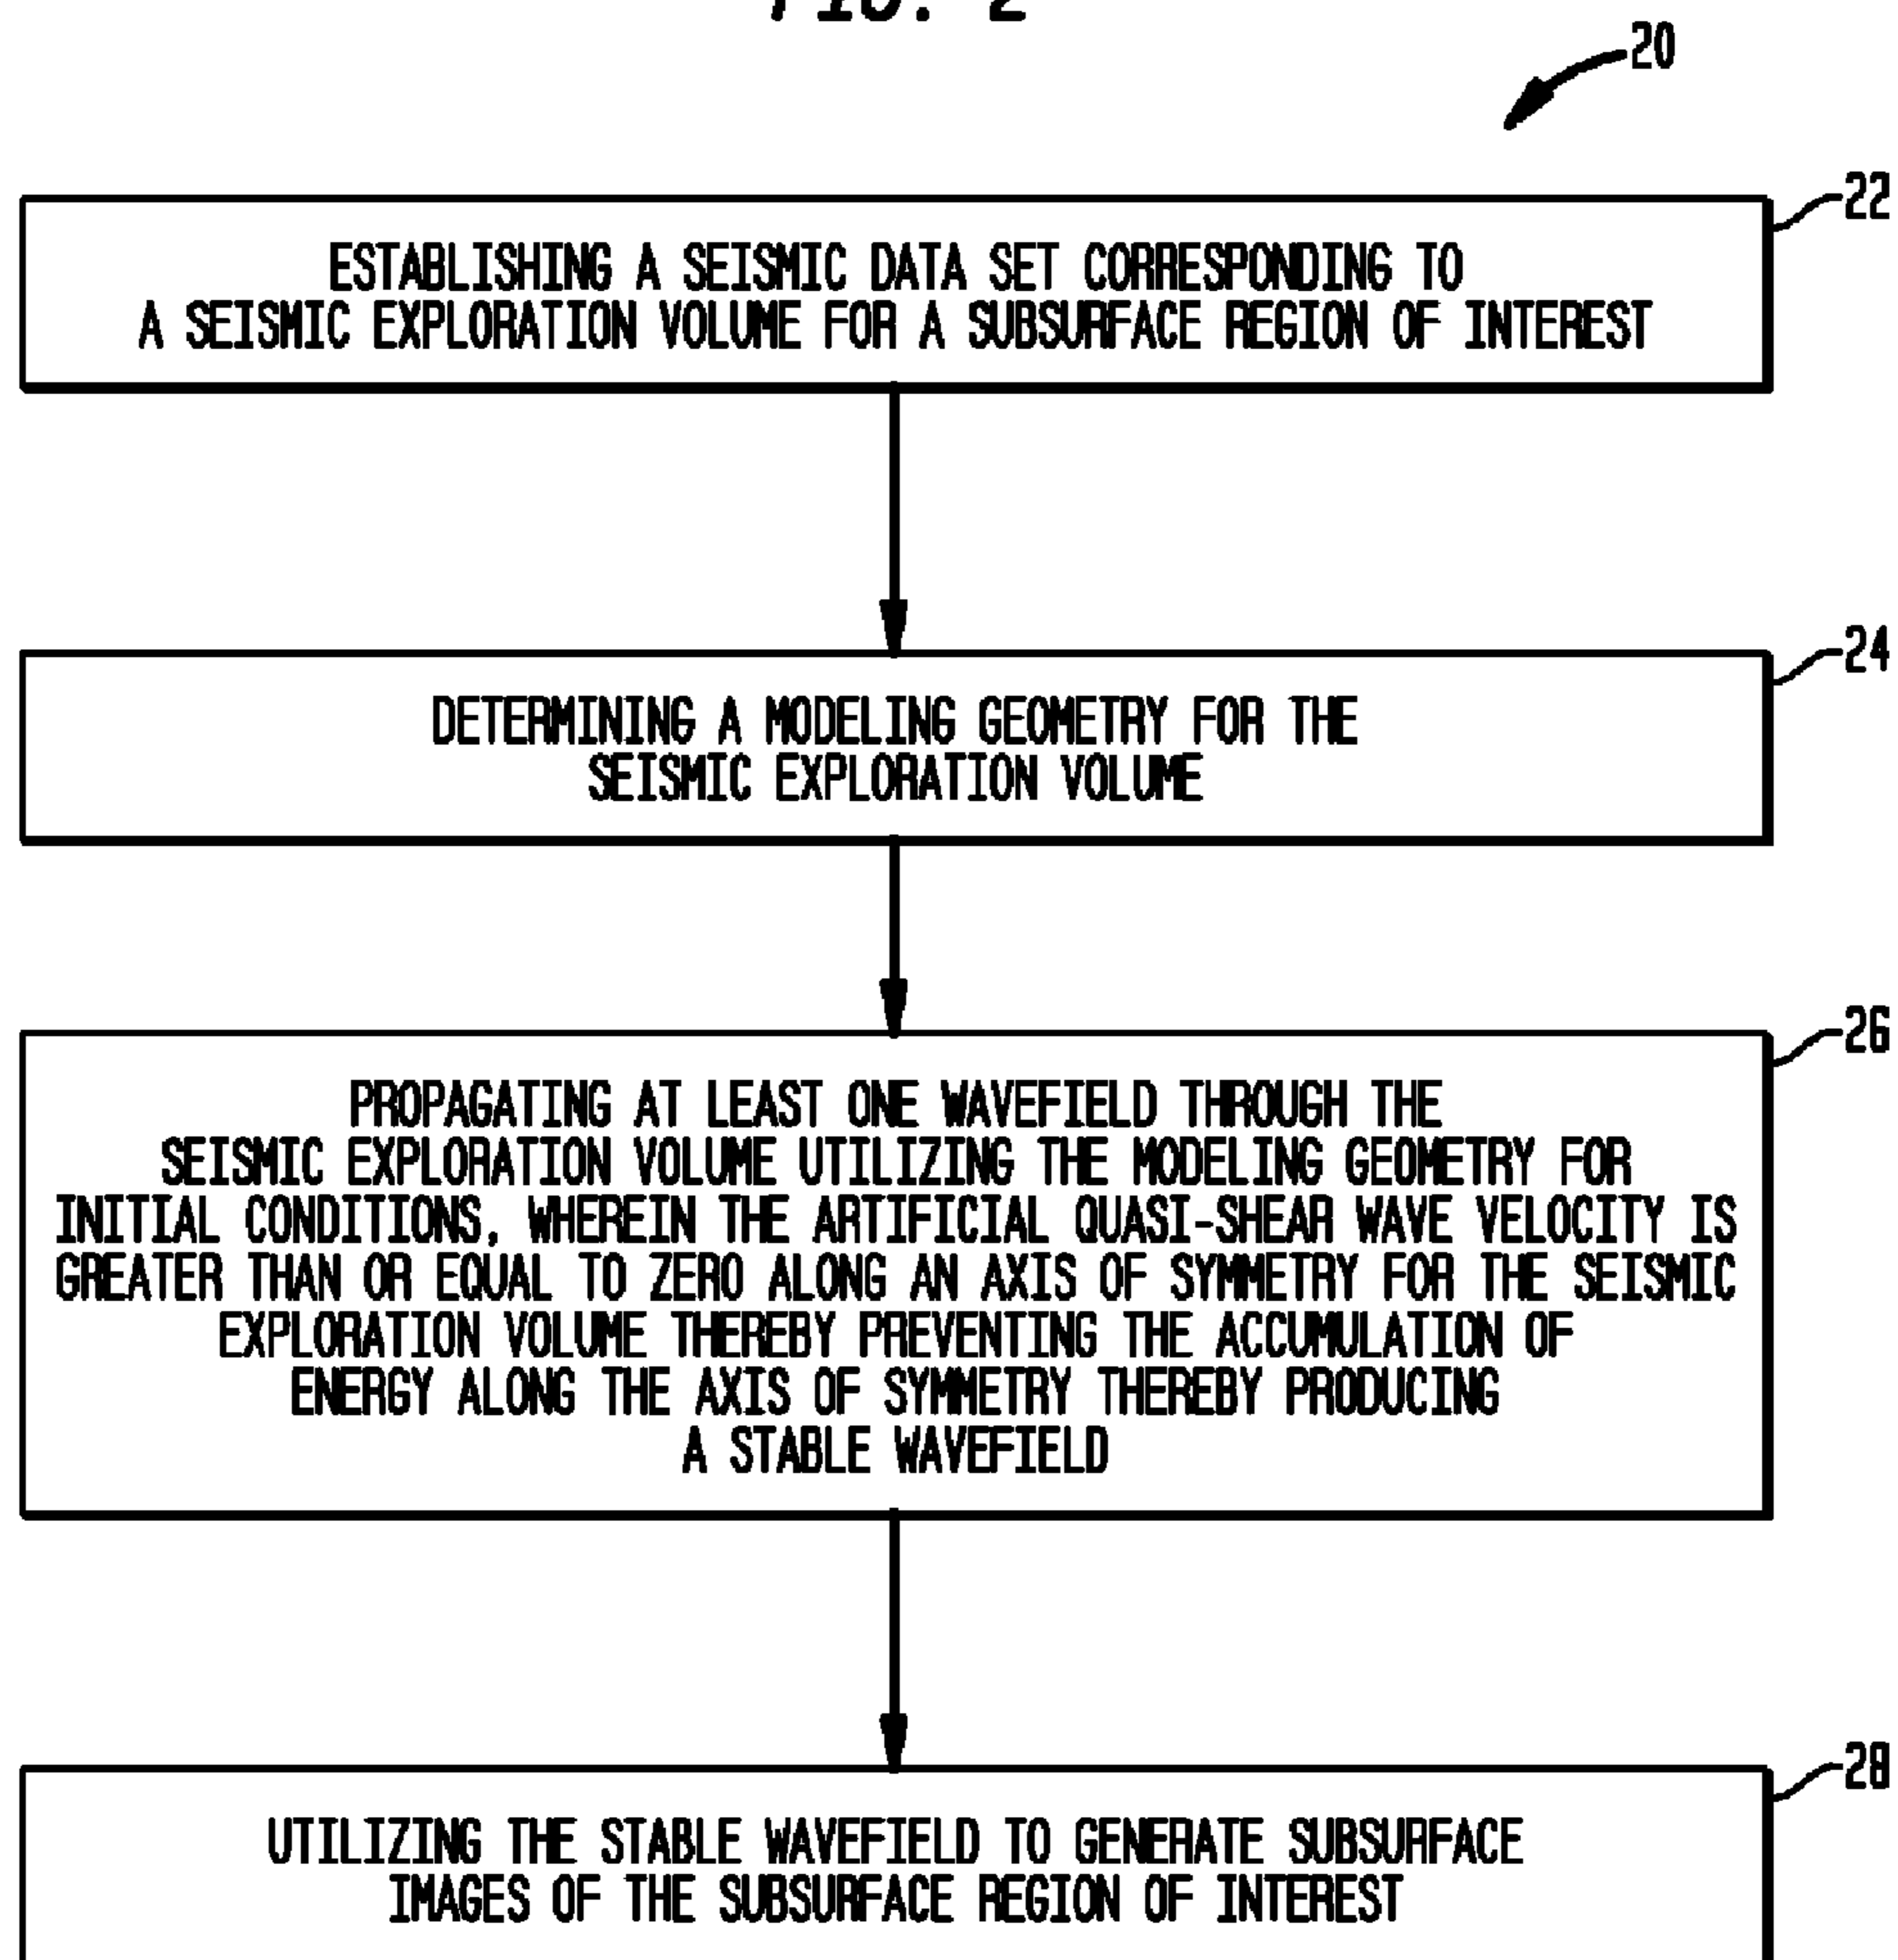 FIG. 2
20
22
ESTABLISHING A SEISMIC DATA SET CORRESPONDING TO
A SEISMIC EXPLORATION VOLUME FOR A SUBSURFACE REGION OF INTEREST
24
DETERMINING A MODELING GEOMETRY FOR THE
SEISMIC EXPLORATION VOLUME
26
PROPAGATING AT LEAST ONE WAVEFIELD THROUGH THE
SEISMIC EXPLORATION VOLUME UTILIZING THE MODELING GEOMETRY FOR
INITIAL CONDITIONS, WHEREIN THE ARTIFICIAL QUASI-SHEAR WAVE VELOCITY IS
GREATER THAN OR EQUAL TO ZERO ALONG AN AXIS OF SYMMETRY FOR THE SEISMIC
EXPLORATION VOLUME THEREBY PREVENTING THE ACCUMULATION OF
ENERGY ALONG THE AXIS OF SYMMETRY THEREBY PRODUCING
A STABLE WAVEFIELD
28
UTILIZING THE STABLE WAVEFIELD TO GENERATE SUBSURFACE
IMAGES OF THE SUBSURFACE REGION OF INTEREST